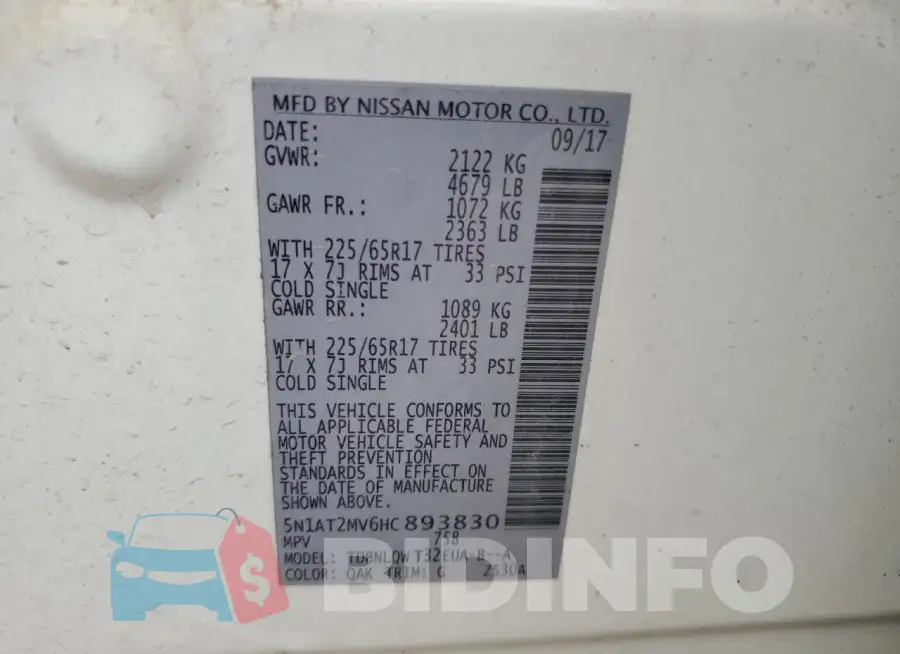 MFD BY NISSAN MOTOR CO., LTD.
DATE: 09/17
GVWR: 2122 KG
4679 LB
GAWR FR.: 1072 KG
2363 LB
WITH 225/65R17 TIRES
17 X 7J RIMS AT 33 PSI
COLD SINGLE
GAWR RR.: 1089 KG
2401 LB
WITH 225/65R17 TIRES
17 X 7J RIMS AT 33 PSI
COLD SINGLE
THIS VEHICLE CONFORMS TO
ALL APPLICABLE FEDERAL
MOTOR VEHICLE SAFETY AND
THEFT PREVENTION
STANDARDS IN EFFECT ON
THE DATE OF MANUFACTURE
SHOWN ABOVE.
5N1AT2MV6HC893830
MPV 758
MODEL:
COLOR: QAK TRIM: G
BIDINFO